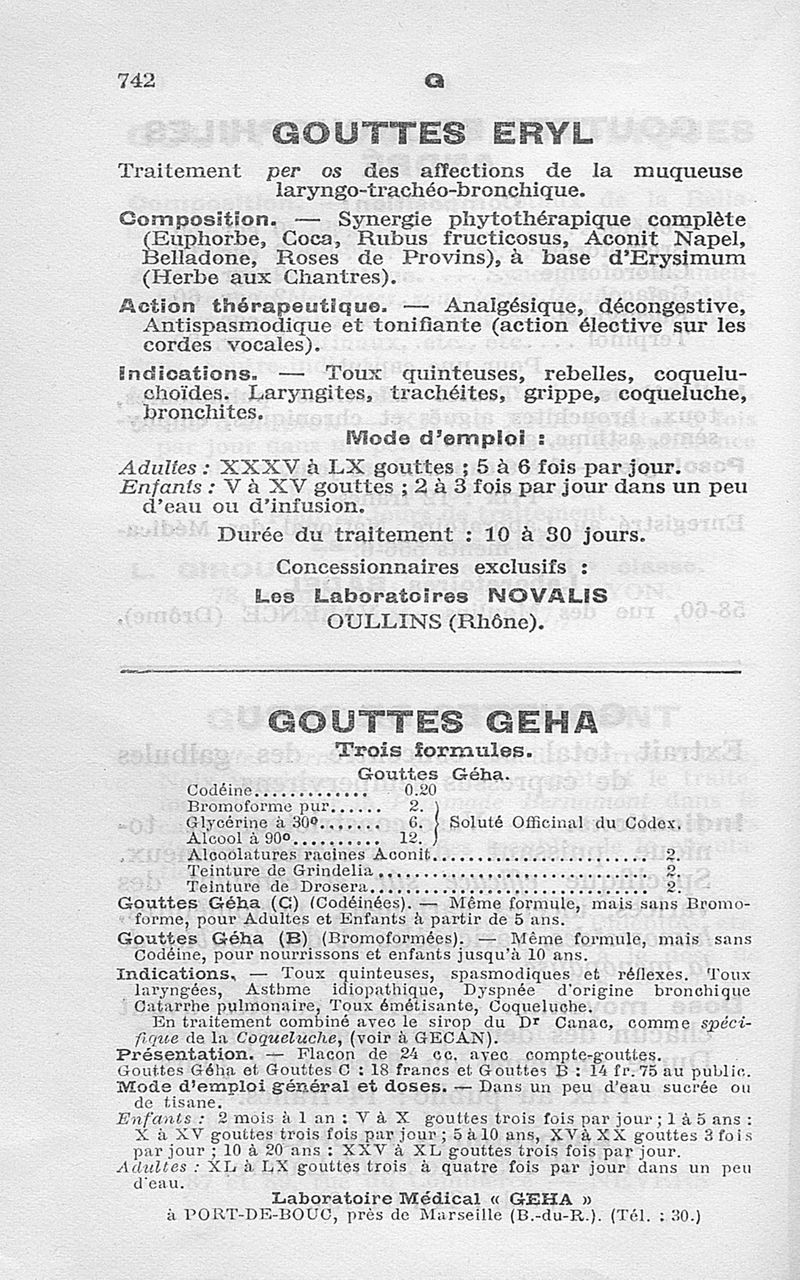 742
G
GOUTTES ERYL
Traitement per os des affections de la muqueuse
laryngo-trachéo-bronchique.
Composition. — Synergie phytothérapique complète
(Euphorbe, Coca, Rubus fructicosus, Aconit Napel,
Belladone, Roses de Provins), à base d'Erysimum
(Herbe aux Chantres).
Action thérapeutique. — Analgésique, décongestive,
Antispasmodique et tonifiante (action élective sur les
cordes vocales).
Indications. — Toux quinteuses, rebelles, coquelu-
choïdes. Laryngites, trachéites, grippe, coqueluche,
bronchites.
Mode d'emploi :
Adultes : XXXV à LX gouttes ; 5 à 6 fois par jour.
Enfants : V à XV gouttes ; 2 à 3 fois par jour dans un peu
d'eau ou d'infusion.
Durée du traitement : 10 à 30 jours.
Concessionnaires exclusifs :
Les Laboratoires NOVALIS
OULLINS (Rhône).
GOUTTES GEHA
Trois formules.
Gouttes Géha.
Codéine............. 0.20
Bromoforme pur...... 2.
Glycérine à 30°....... 6. } Soluté Officinal du Codex.
Alcool à 90°.......... 12.
Alcoolatures racines Aconit........................ 2.
Teinture de Grindelia.............................. 2.
Teinture de Drosera................................ 2.
Gouttes Géha (C) (Codéinées). — Même formule, mais sans Bromo-
forme, pour Adultes et Enfants à partir de 5 ans.
Gouttes Géha (B) (Bromoformées). — Même formule, mais sans
Codéine, pour nourrissons et enfants jusqu'à 10 ans.
Indications. — Toux quinteuses, spasmodiques et réflexes. Toux
laryngées, Asthme idiopathique, Dyspnée d'origine bronchique
Catarrhe pulmonaire, Toux émétisante, Coqueluche.
En traitement combiné avec le sirop du Dr Canac, comme spéci-
fique de la Coqueluche, (voir à GECAN).
Présentation. — Flacon de 24 cc. avec compte-gouttes.
Gouttes Géha et Gouttes C : 18 francs et Gouttes B : 14 fr. 75 au public.
Mode d'emploi général et doses. — Dans un peu d'eau sucrée ou
de tisane.
Enfants : 2 mois à 1 an : V à X gouttes trois fois par jour ; 1 à 5 ans :
X à XV gouttes trois fois par jour ; 5 à 10 ans, XV à XX gouttes 3 fois
par jour ; 10 à 20 ans : XXV à XL gouttes trois fois par jour.
Adultes : XL à LX gouttes trois à quatre fois par jour dans un peu
d'eau.
Laboratoire Médical « GEHA »
à PORT-DE-BOUC, près de Marseille (B.-du-R.). (Tél. : 30.)